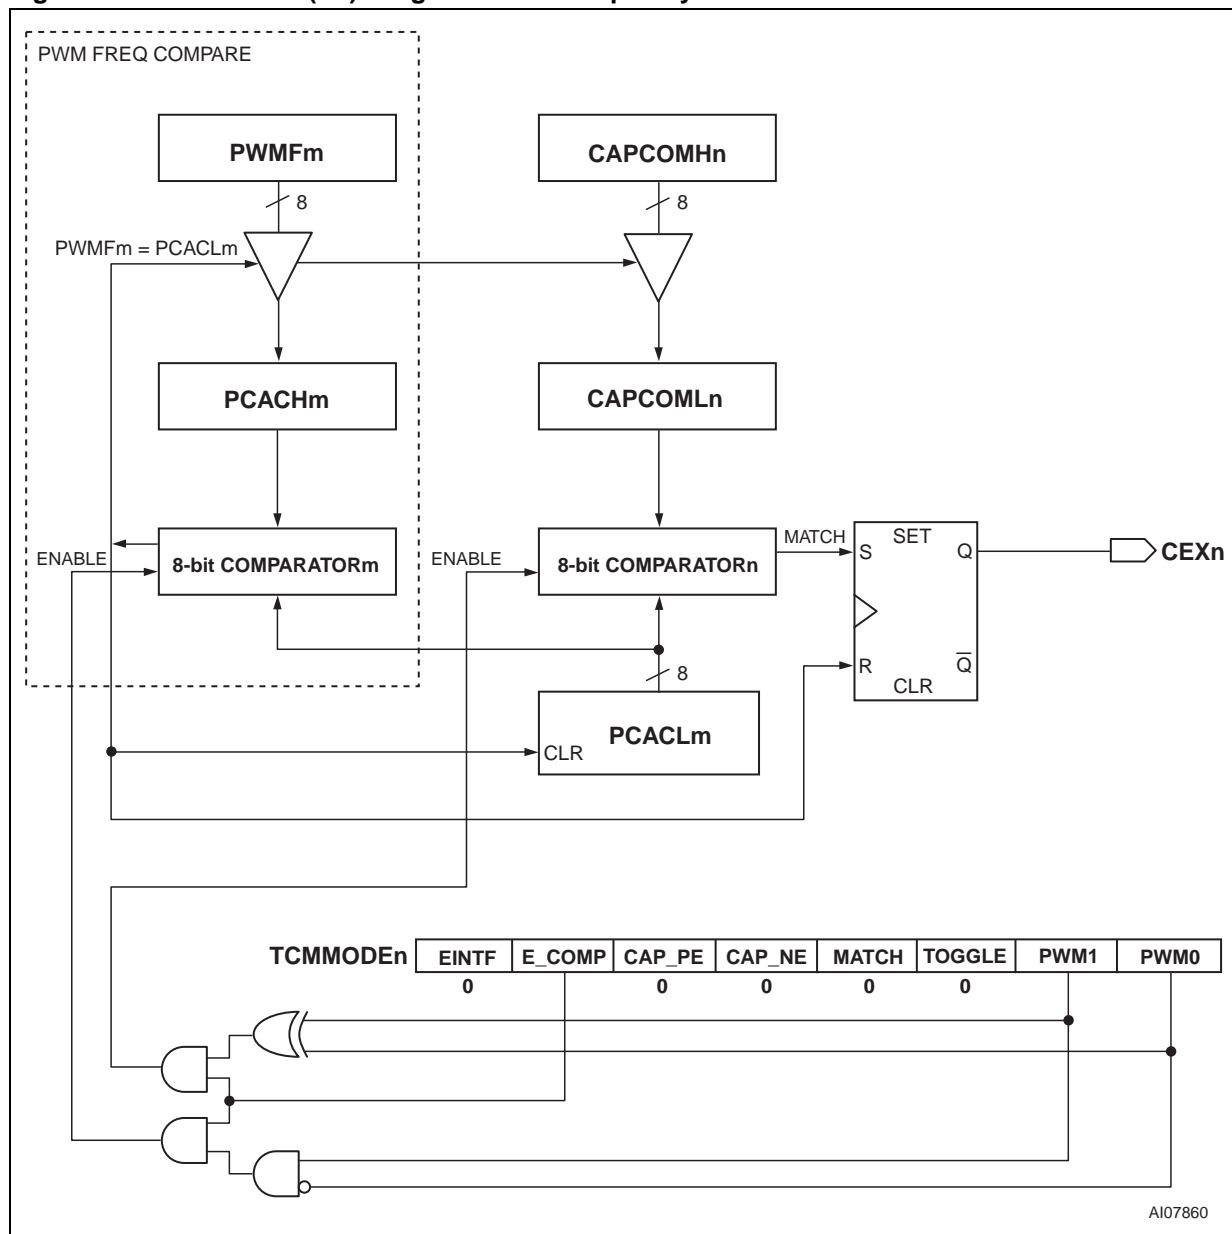 PWM FREQ COMPARE
PWMFm
CAPCOMHn
8
8
PWMFm = PCACLm
PCACHm
CAPCOMLn
ENABLE
8-bit COMPARATORm
ENABLE
8-bit COMPARATORn
MATCH
S
SET
Q
R
CLR
Q̅
CEXn
8
CLR
PCACLm
TCMMODEn
EINTF E_COMP CAP_PE CAP_NE MATCH TOGGLE PWM1 PWM0
0 0 0 0 0
AI07860